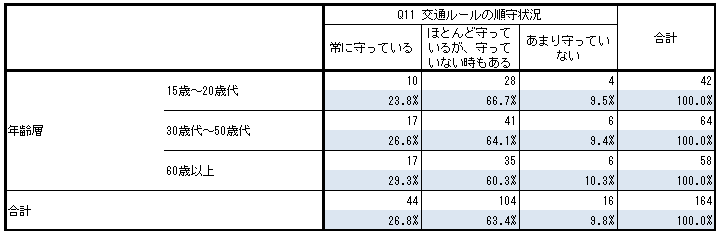 Q11 交通ルールの順守状況
常に守っている
ほとんど守って
いるが、守って
いない時もある
あまり守ってい
ない
合計
年齢層
15歳～20歳代
10 28 4 42
23.8% 66.7% 9.5% 100.0%
30歳代～50歳代
17 41 6 64
26.6% 64.1% 9.4% 100.0%
60歳以上
17 35 6 58
29.3% 60.3% 10.3% 100.0%
合計
44 104 16 164
26.8% 63.4% 9.8% 100.0%